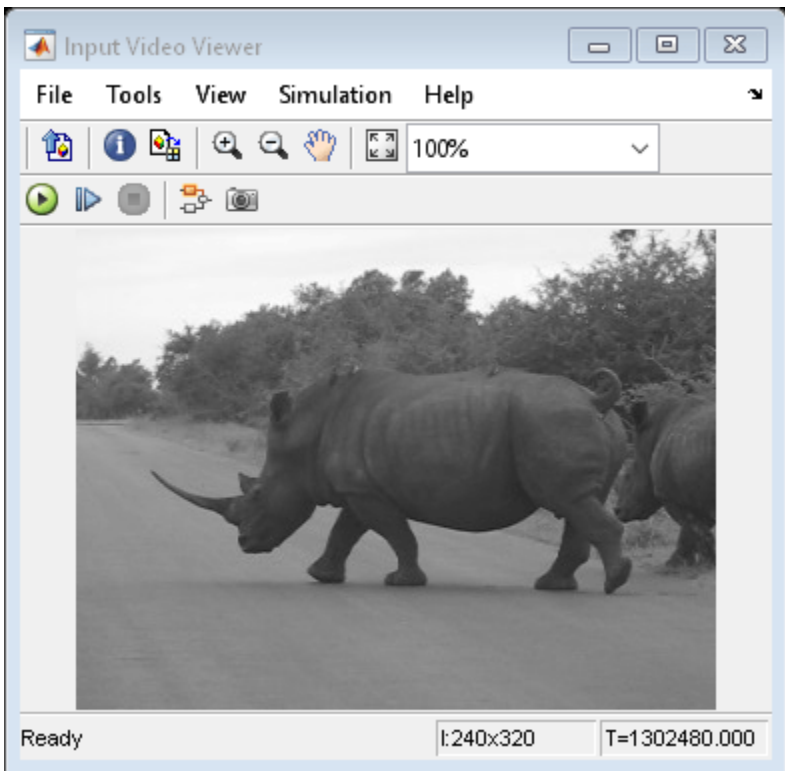 Input Video Viewer
File Tools View Simulation Help
100%
Ready I:240x320 T=1302480.000